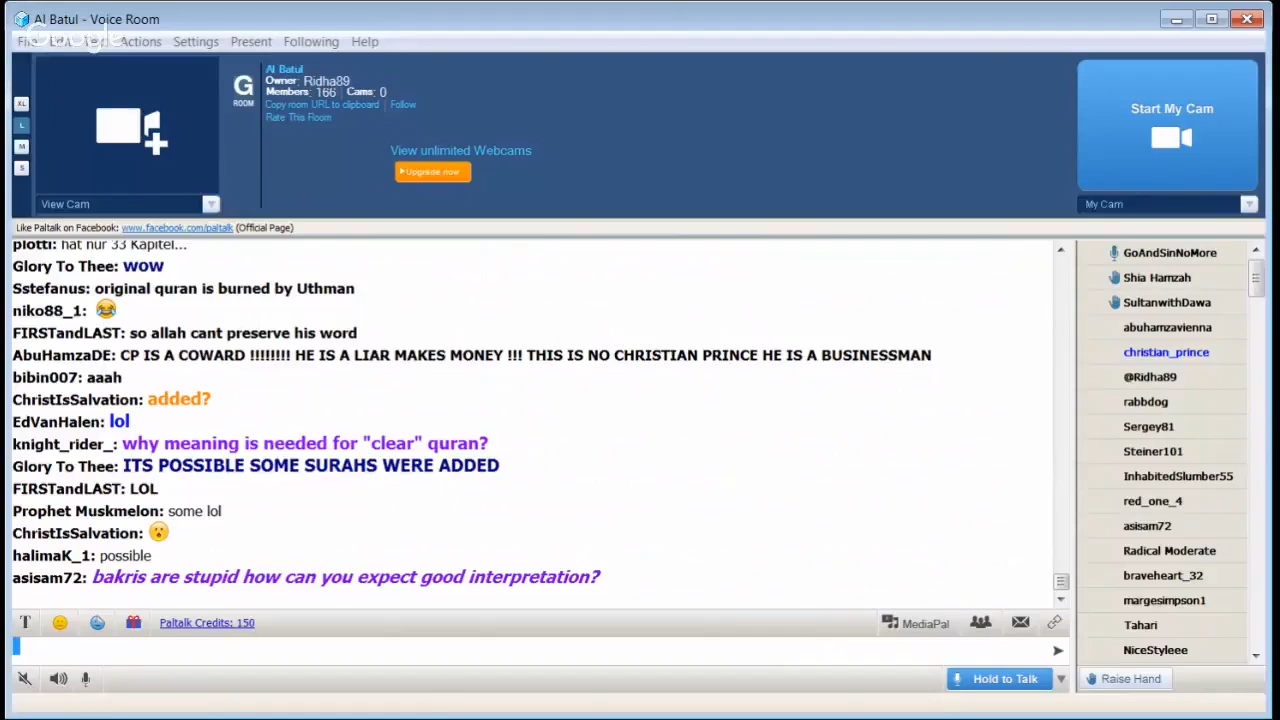 Al Batul - Voice Room
Google
File Edit View Actions Settings Present Following Help
Al Batul
Owner: Ridha89
Members: 166 Cams: 0
Copy room URL to clipboard | Follow
Rate This Room
G
ROOM
View unlimited Webcams
Upgrade now
XL
L
M
S
View Cam
Start My Cam
My Cam
Like Paltalk on Facebook: www.facebook.com/paltalk (Official Page)
plotti: hat nur 33 Kapitel...
Glory To Thee: wow
Sstefanus: original quran is burned by Uthman
niko88_1: 😂
FIRSTandLAST: so allah cant preserve his word
AbuHamzaDE: CP IS A COWARD !!!!!!!! HE IS A LIAR MAKES MONEY !!! THIS IS NO CHRISTIAN PRINCE HE IS A BUSINESSMAN
bibin007: aaah
ChristIsSalvation: added?
EdVanHalen: lol
knight_rider_: why meaning is needed for "clear" quran?
Glory To Thee: ITS POSSIBLE SOME SURAHS WERE ADDED
FIRSTandLAST: LOL
Prophet Muskmelon: some lol
ChristIsSalvation: 😮
halimaK_1: possible
asisam72: bakris are stupid how can you expect good interpretation?
GoAndSinNoMore
Shia Hamzah
SultanwithDawa
abuhamzavienna
christian_prince
@Ridha89
rabbdog
Sergey81
Steiner101
InhabitedSlumber55
red_one_4
asisam72
Radical Moderate
braveheart_32
margesimpson1
Tahari
NiceStyleee
T
Paltalk Credits: 150
MediaPal
Hold to Talk
Raise Hand